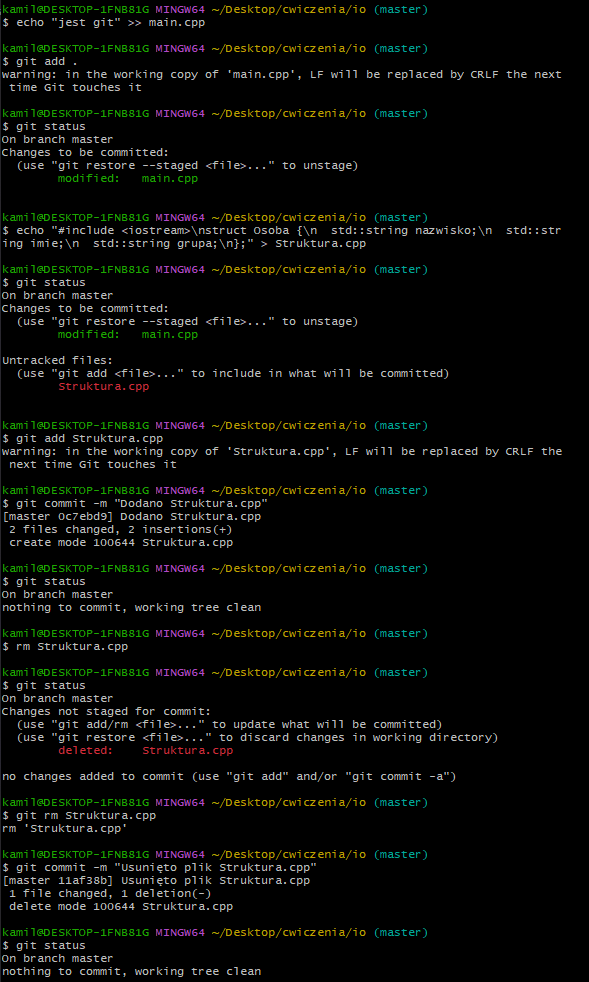 kamil@DESKTOP-1FNB81G MINGW64 ~/Desktop/cwiczenia/io (master)
$ echo "jest git" >> main.cpp
kamil@DESKTOP-1FNB81G MINGW64 ~/Desktop/cwiczenia/io (master)
$ git add .
warning: in the working copy of 'main.cpp', LF will be replaced by CRLF the next
 time Git touches it
kamil@DESKTOP-1FNB81G MINGW64 ~/Desktop/cwiczenia/io (master)
$ git status
On branch master
Changes to be committed:
  (use "git restore --staged <file>..." to unstage)
        modified:   main.cpp
kamil@DESKTOP-1FNB81G MINGW64 ~/Desktop/cwiczenia/io (master)
$ echo "#include <iostream>\nstruct Osoba {\n  std::string nazwisko;\n  std::str
ing imie;\n  std::string grupa;\n};" > Struktura.cpp
kamil@DESKTOP-1FNB81G MINGW64 ~/Desktop/cwiczenia/io (master)
$ git status
On branch master
Changes to be committed:
  (use "git restore --staged <file>..." to unstage)
        modified:   main.cpp
Untracked files:
  (use "git add <file>..." to include in what will be committed)
        Struktura.cpp
kamil@DESKTOP-1FNB81G MINGW64 ~/Desktop/cwiczenia/io (master)
$ git add Struktura.cpp
warning: in the working copy of 'Struktura.cpp', LF will be replaced by CRLF the
 next time Git touches it
kamil@DESKTOP-1FNB81G MINGW64 ~/Desktop/cwiczenia/io (master)
$ git commit -m "Dodano Struktura.cpp"
[master 0c7ebd9] Dodano Struktura.cpp
 2 files changed, 2 insertions(+)
 create mode 100644 Struktura.cpp
kamil@DESKTOP-1FNB81G MINGW64 ~/Desktop/cwiczenia/io (master)
$ git status
On branch master
nothing to commit, working tree clean
kamil@DESKTOP-1FNB81G MINGW64 ~/Desktop/cwiczenia/io (master)
$ rm Struktura.cpp
kamil@DESKTOP-1FNB81G MINGW64 ~/Desktop/cwiczenia/io (master)
$ git status
On branch master
Changes not staged for commit:
  (use "git add/rm <file>..." to update what will be committed)
  (use "git restore <file>..." to discard changes in working directory)
        deleted:    Struktura.cpp
no changes added to commit (use "git add" and/or "git commit -a")
kamil@DESKTOP-1FNB81G MINGW64 ~/Desktop/cwiczenia/io (master)
$ git rm Struktura.cpp
rm 'Struktura.cpp'
kamil@DESKTOP-1FNB81G MINGW64 ~/Desktop/cwiczenia/io (master)
$ git commit -m "Usunięto plik Struktura.cpp"
[master 11af38b] Usunięto plik Struktura.cpp
 1 file changed, 1 deletion(-)
 delete mode 100644 Struktura.cpp
kamil@DESKTOP-1FNB81G MINGW64 ~/Desktop/cwiczenia/io (master)
$ git status
On branch master
nothing to commit, working tree clean